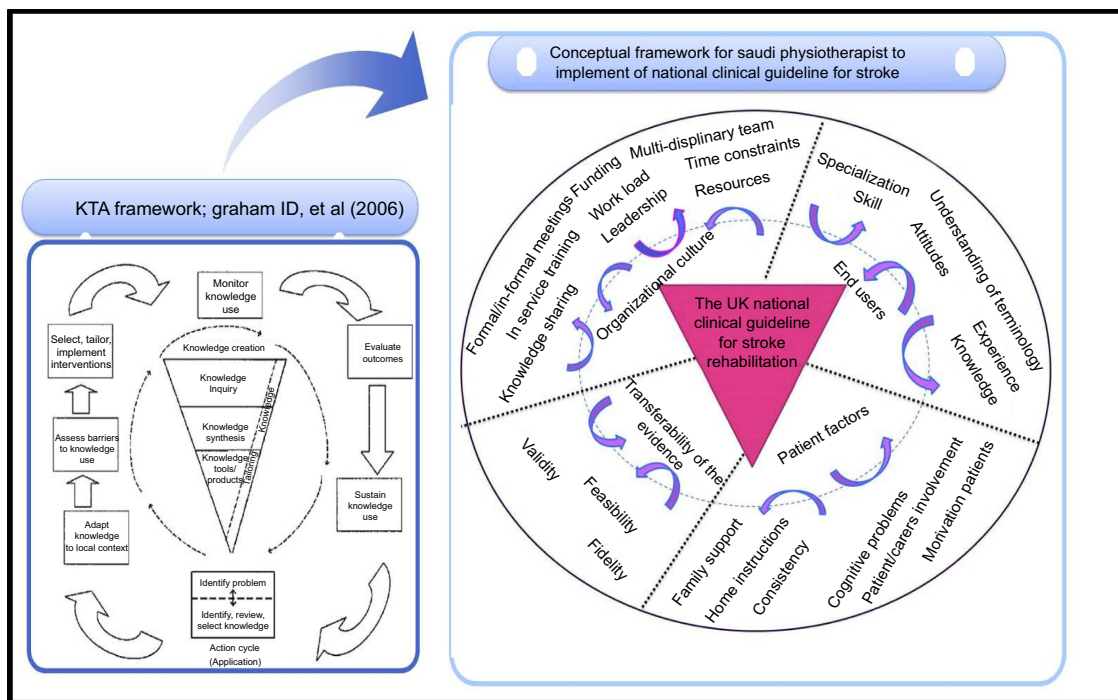 KTA framework; graham ID, et al (2006)
Monitor
knowledge
use
Select, tailor,
implement
interventions
Evaluate
outcomes
Knowledge creation
Knowledge
Inquiry
Knowledge
synthesis
Knowledge
tools/
products
Tailoring
Knowledge
Assess barriers
to knowledge
use
Sustain
knowledge
use
Adapt
knowledge
to local context
Identify problem
Identify, review,
select knowledge
Action cycle
(Application)
Conceptual framework for saudi physiotherapist to
implement of national clinical guideline for stroke
Multi-displinary team
Time constraints
Resources
Funding
Work load
Leadership
Formal/in-formal meetings
In service training
Knowledge sharing
Organizational culture
Specialization
Skill
Attitudes
End users
Understanding of terminology
Experience
Knowledge
The UK national
clinical guideline
for stroke
rehabilitation
Transferability of the
evidence
Validity
Feasibility
Fidelity
Patient factors
Family support
Home instructions
Consistency
Cognitive problems
Patient/carers involvement
Morivation patients